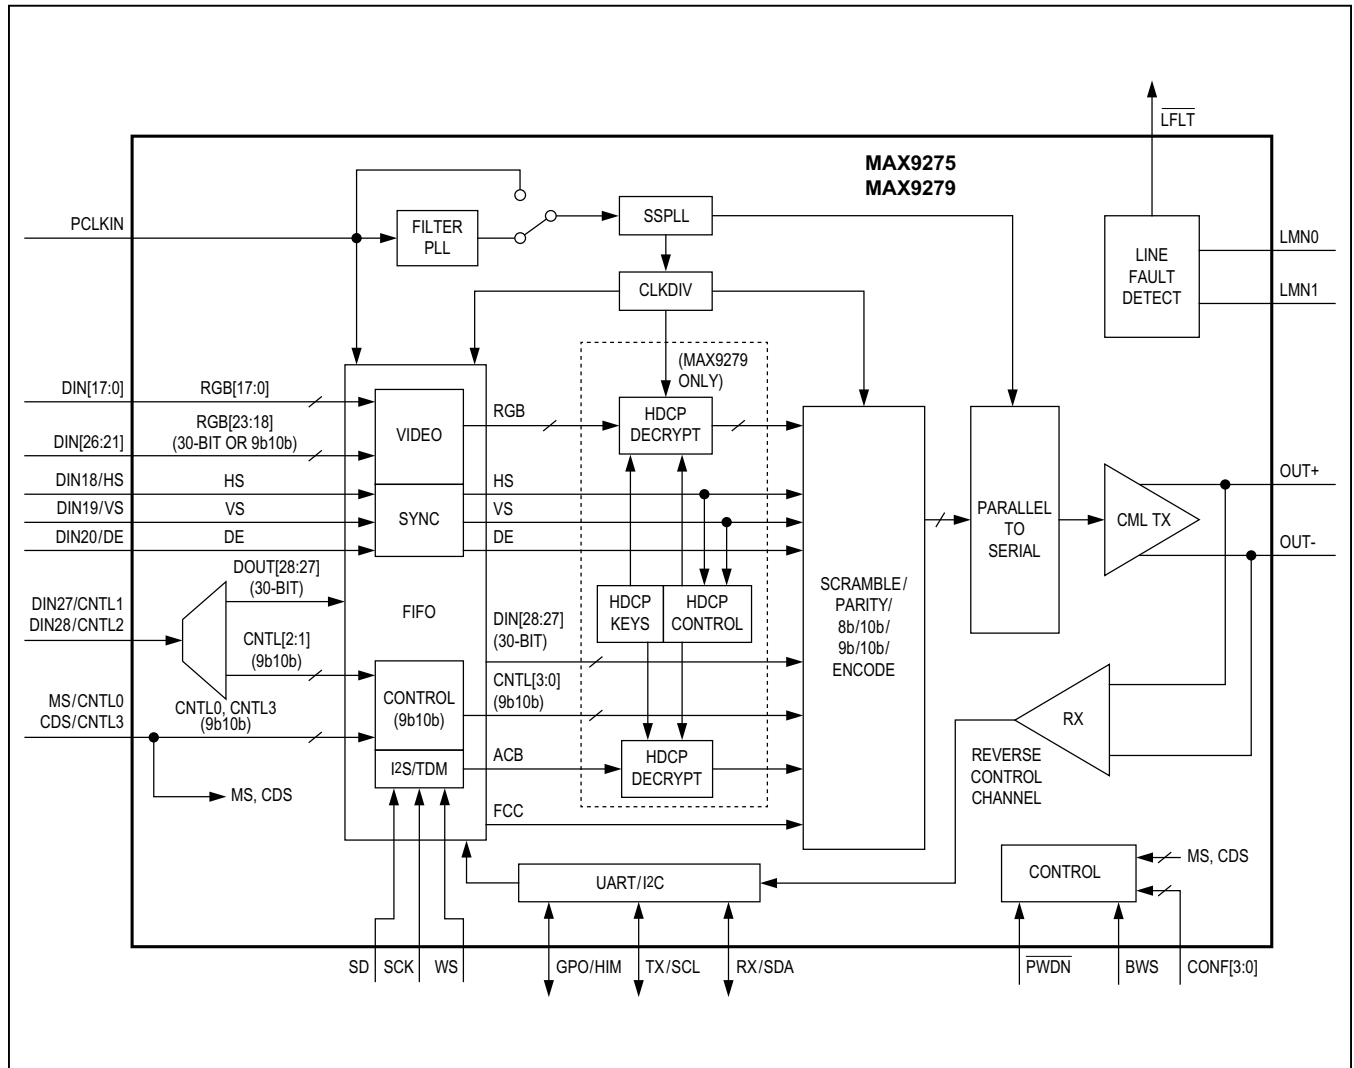 LFLT
MAX9275
MAX9279
PCLKIN
FILTER
PLL
SSPLL
LINE
FAULT
DETECT
LMN0
LMN1
CLKDIV
(MAX9279
ONLY)
DIN[17:0]
RGB[17:0]
RGB[23:18]
(30-BIT OR 9b10b)
DIN[26:21]
VIDEO
RGB
HDCP
DECRYPT
DIN18/HS
HS
HS
DIN19/VS
VS
SYNC
VS
DIN20/DE
DE
DE
PARALLEL
TO
SERIAL
CML TX
OUT+
OUT-
DOUT[28:27]
(30-BIT)
DIN27/CNTL1
DIN28/CNTL2
FIFO
HDCP
KEYS
HDCP
CONTROL
DIN[28:27]
(30-BIT)
SCRAMBLE/
PARITY/
8b/10b/
9b/10b/
ENCODE
CNTL[2:1]
(9b10b)
CNTL[3:0]
(9b10b)
MS/CNTL0
CDS/CNTL3
CNTL0, CNTL3
(9b10b)
CONTROL
(9b10b)
RX
REVERSE
CONTROL
CHANNEL
I2S/TDM
ACB
HDCP
DECRYPT
MS, CDS
FCC
UART/I2C
CONTROL
MS, CDS
SD
SCK
WS
GPO/HIM
TX/SCL
RX/SDA
PWDN
BWS
CONF[3:0]